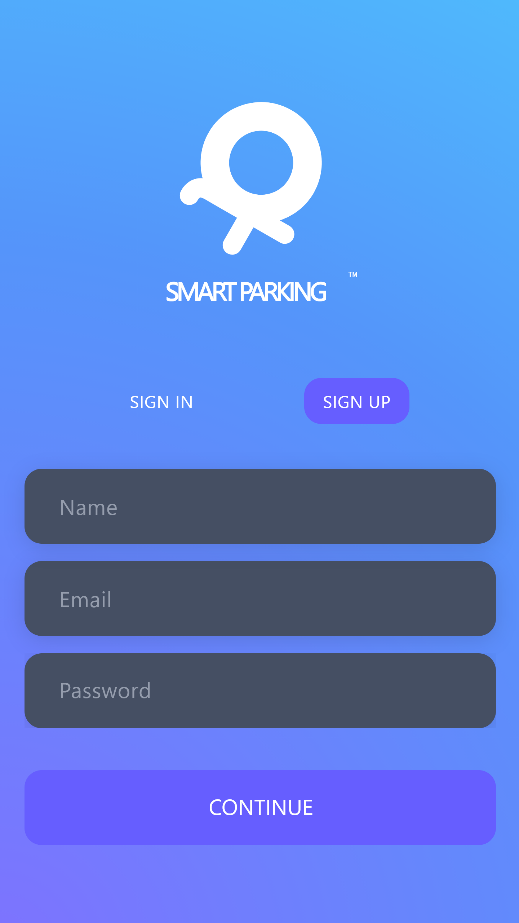 SMART PARKING ™
SIGN IN
SIGN UP
Name
Email
Password
CONTINUE